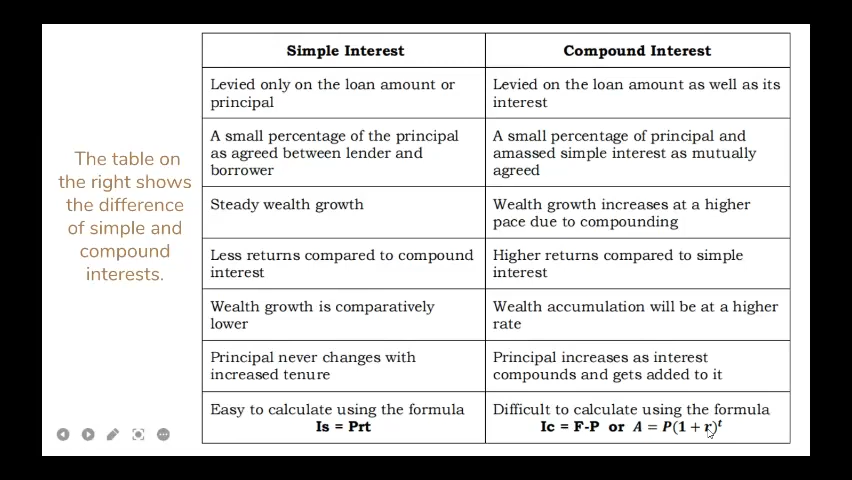 The table on
the right shows
the difference
of simple and
compound
interests.
Simple Interest
Compound Interest
Levied only on the loan amount or
principal
Levied on the loan amount as well as its
interest
A small percentage of the principal
as agreed between lender and
borrower
A small percentage of principal and
amassed simple interest as mutually
agreed
Steady wealth growth
Wealth growth increases at a higher
pace due to compounding
Less returns compared to compound
interest
Higher returns compared to simple
interest
Wealth growth is comparatively
lower
Wealth accumulation will be at a higher
rate
Principal never changes with
increased tenure
Principal increases as interest
compounds and gets added to it
Easy to calculate using the formula
Is = Prt
Difficult to calculate using the formula
Ic = F-P or A = P(1 + r)^t